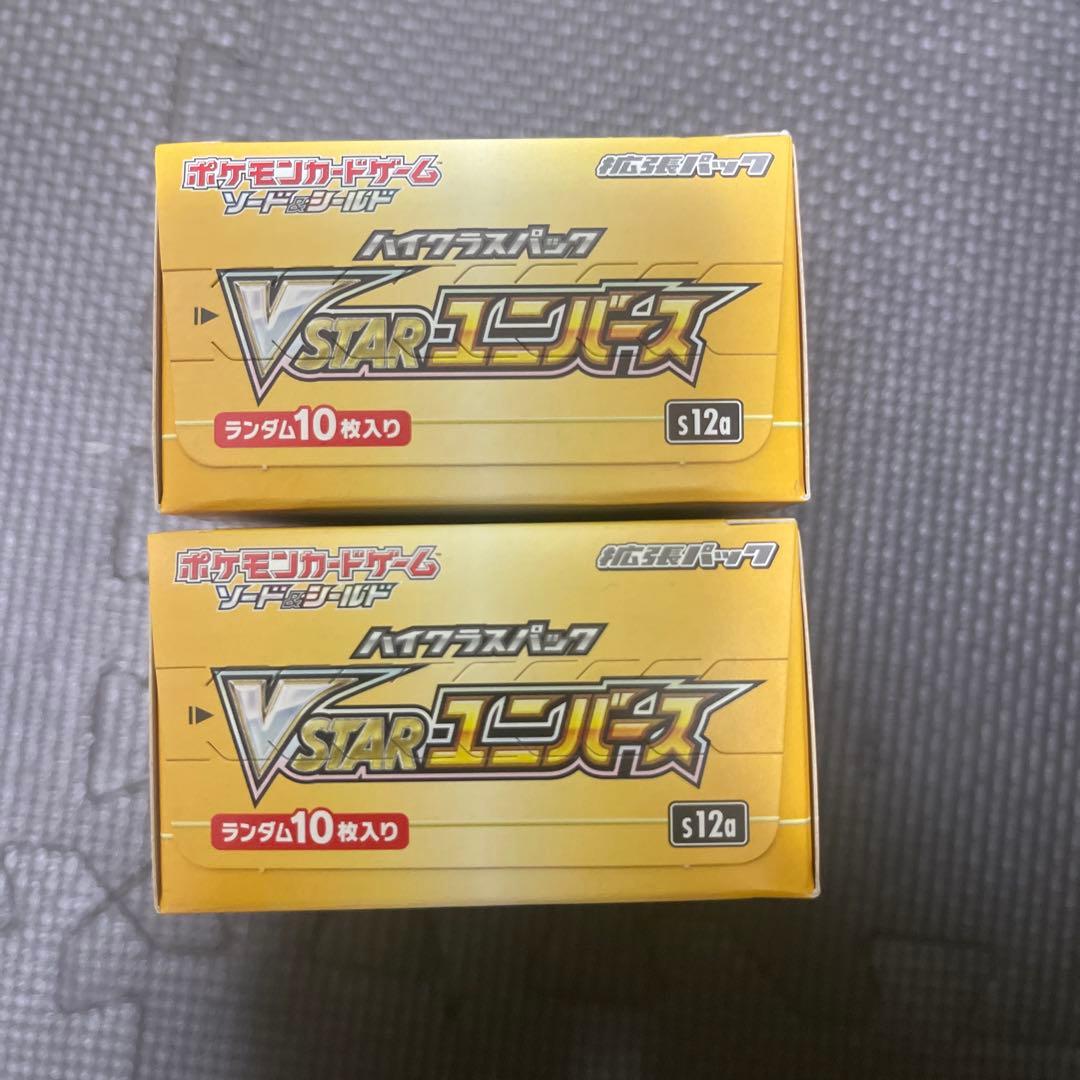 ポケモンカードゲーム™ 拡張パック
ソード&シールド
ハイクラスパック
VSTARユニバース
ランダム10枚入り s12a
ポケモンカードゲーム™ 拡張パック
ソード&シールド
ハイクラスパック
VSTARユニバース
ランダム10枚入り s12a